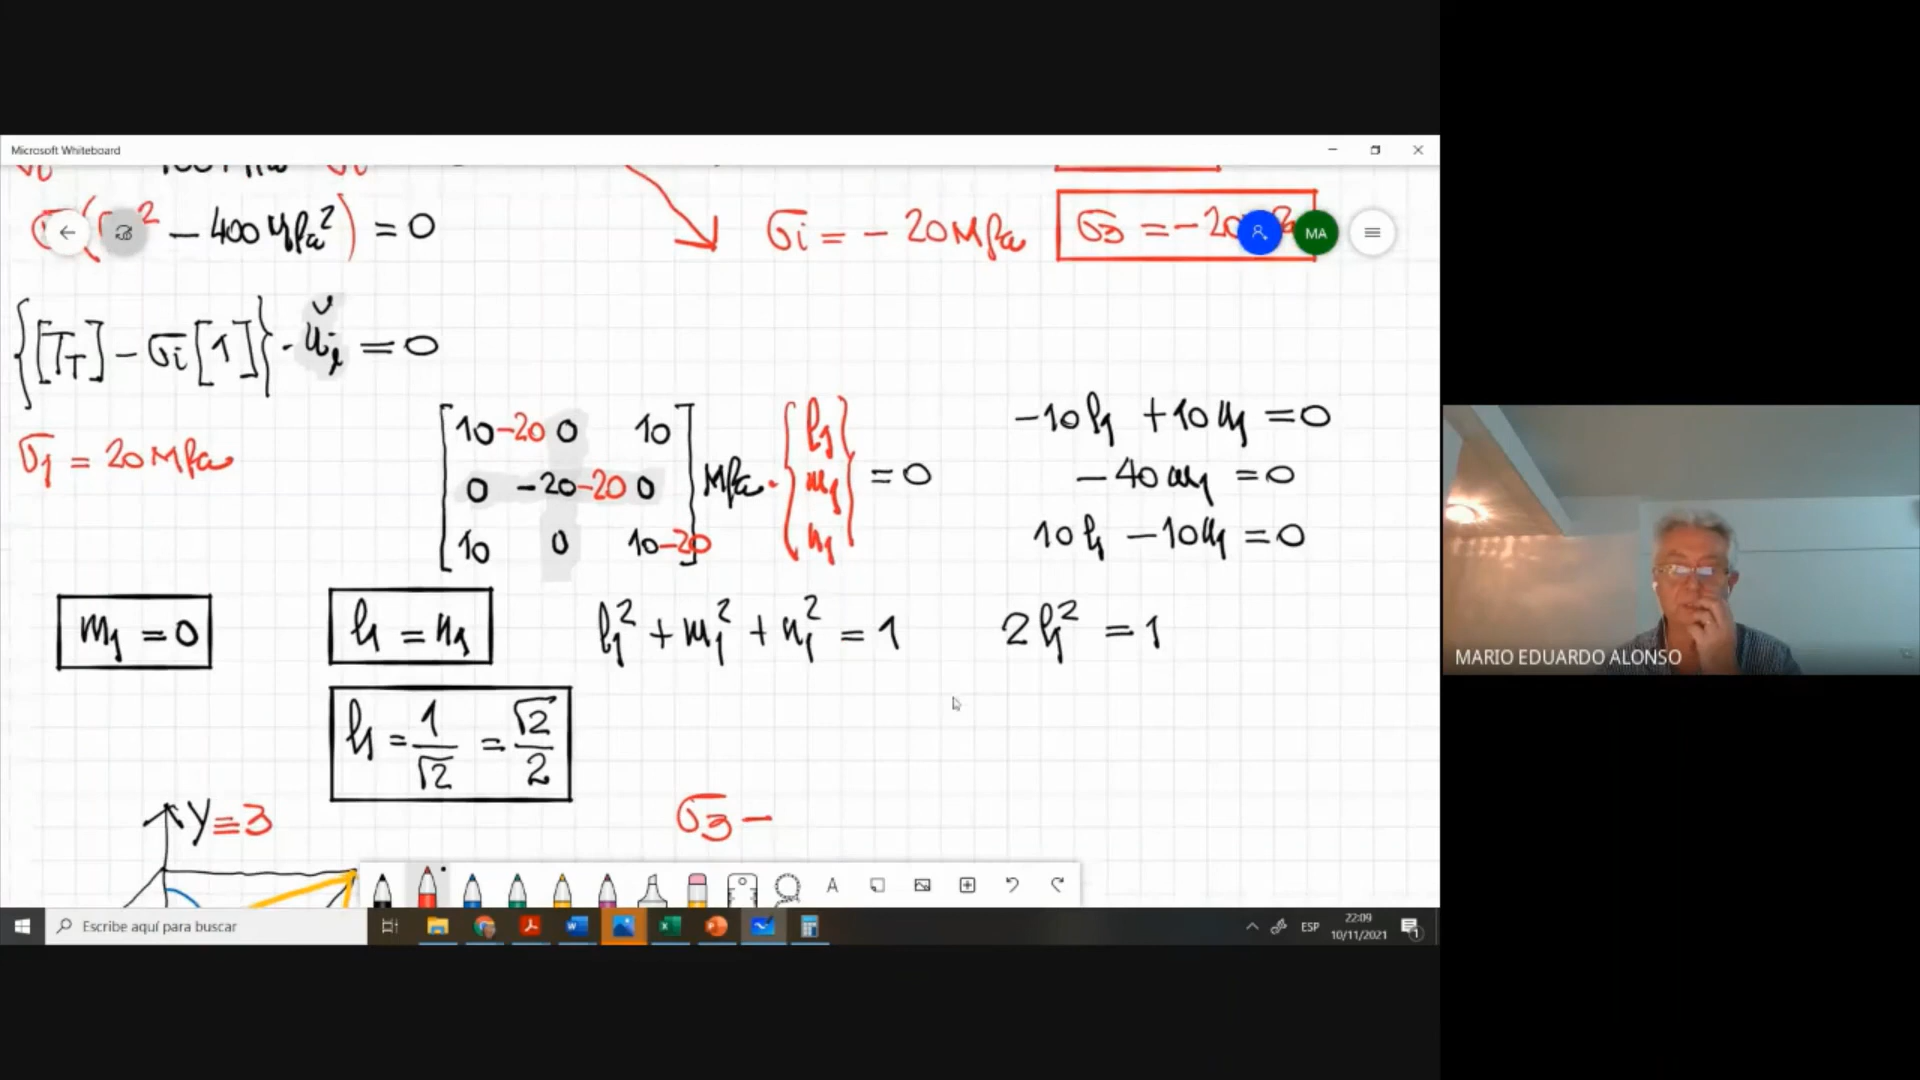 Microsoft Whiteboard
− 400 Mpa² ) = 0
σi = − 20 Mpa
σ3 = − 20
MA
{[T_T] − σi [1]} · ǔi = 0
σ1 = 20 Mpa
[10 −20 0 10]
[0 −20 −20 0] Mpa · {l1 m1 n1} = 0
[10 0 10 −20]
−10 l1 + 10 n1 = 0
−40 m1 = 0
10 l1 − 10 n1 = 0
m1 = 0
l1 = n1
l1² + m1² + n1² = 1
2 l1² = 1
l1 = 1/√2 = √2/2
Y ≡ 3
σ3 −
MARIO EDUARDO ALONSO
A
Escribe aquí para buscar
ESP
22:09
10/11/2021
1